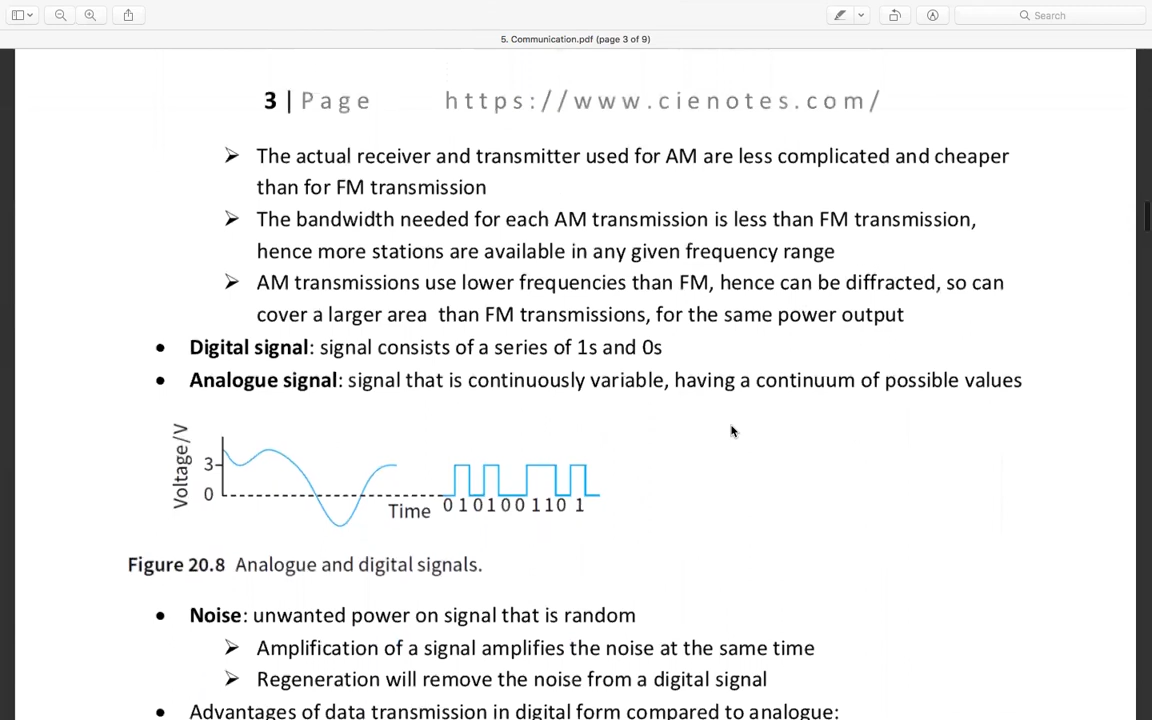 Search
5. Communication.pdf (page 3 of 9)
3 | Page https://www.cienotes.com/
➢ The actual receiver and transmitter used for AM are less complicated and cheaper
than for FM transmission
➢ The bandwidth needed for each AM transmission is less than FM transmission,
hence more stations are available in any given frequency range
➢ AM transmissions use lower frequencies than FM, hence can be diffracted, so can
cover a larger area than FM transmissions, for the same power output
• Digital signal: signal consists of a series of 1s and 0s
• Analogue signal: signal that is continuously variable, having a continuum of possible values
Voltage/V
3
0
Time
0 1 0 1 0 0 1 1 0 1
Figure 20.8 Analogue and digital signals.
• Noise: unwanted power on signal that is random
➢ Amplification of a signal amplifies the noise at the same time
➢ Regeneration will remove the noise from a digital signal
• Advantages of data transmission in digital form compared to analogue: